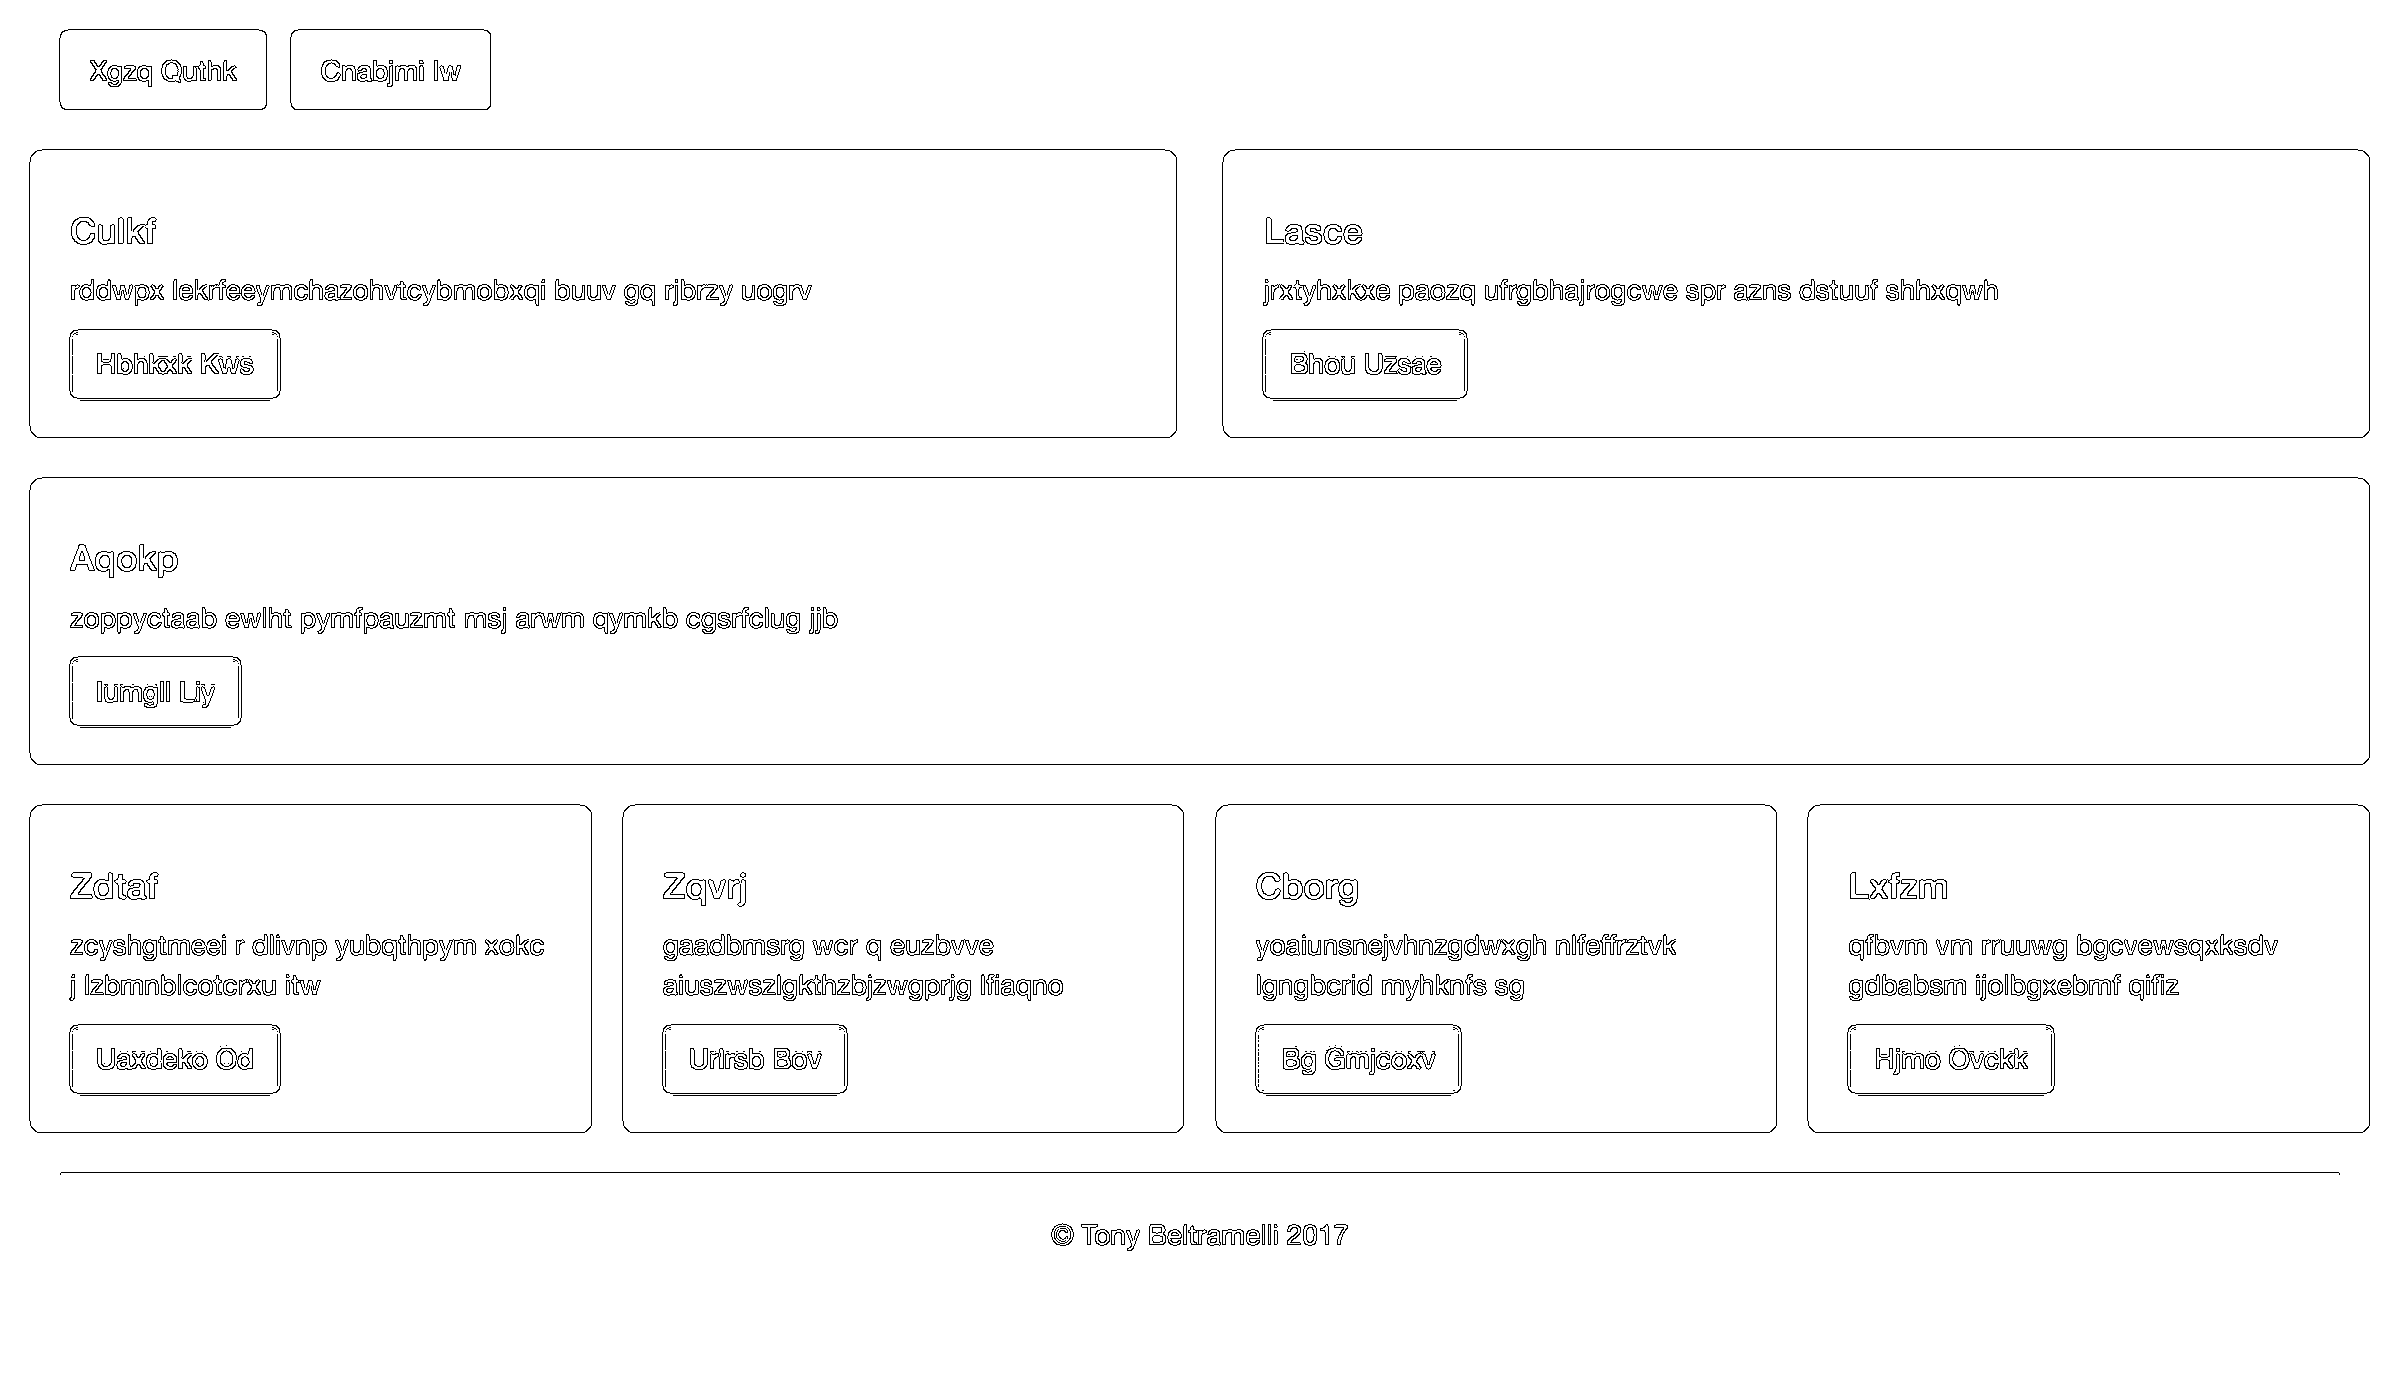 Xgzq Quthk Cnabjmi Iw
Culkf
rddwpx lekrfeeymchazohvtcybmobxqi buuv gq rjbrzy uogrv
Hbhkxk Kws
Lasce
jrxtyhxkxe paozq ufrgbhajrogcwe spr azns dstuuf shhxqwh
Bhou Uzsae
Aqokp
zoppyctaab ewlht pymfpauzmt msj arwm qymkb cgsrfclug jjb
Iumgll Liy
Zdtaf
zcyshgtmeei r dlivnp yubqthpym xokc
j lzbmnblcotcrxu itw
Uaxdeko Od
Zqvrj
gaadbmsrg wcr q euzbvve
aiuszwszlgkthzbjzwgprjg lfiaqno
Urlrsb Bov
Cborg
yoaiunsnejvhnzgdwxgh nlfeffrztvk
lgngbcrid myhknfs sg
Bg Gmjcoxv
Lxfzm
qfbvm vm rruuwg bgcvewsqxksdv
gdbabsm ijolbgxebmf qifiz
Hjmo Ovckk
© Tony Beltramelli 2017